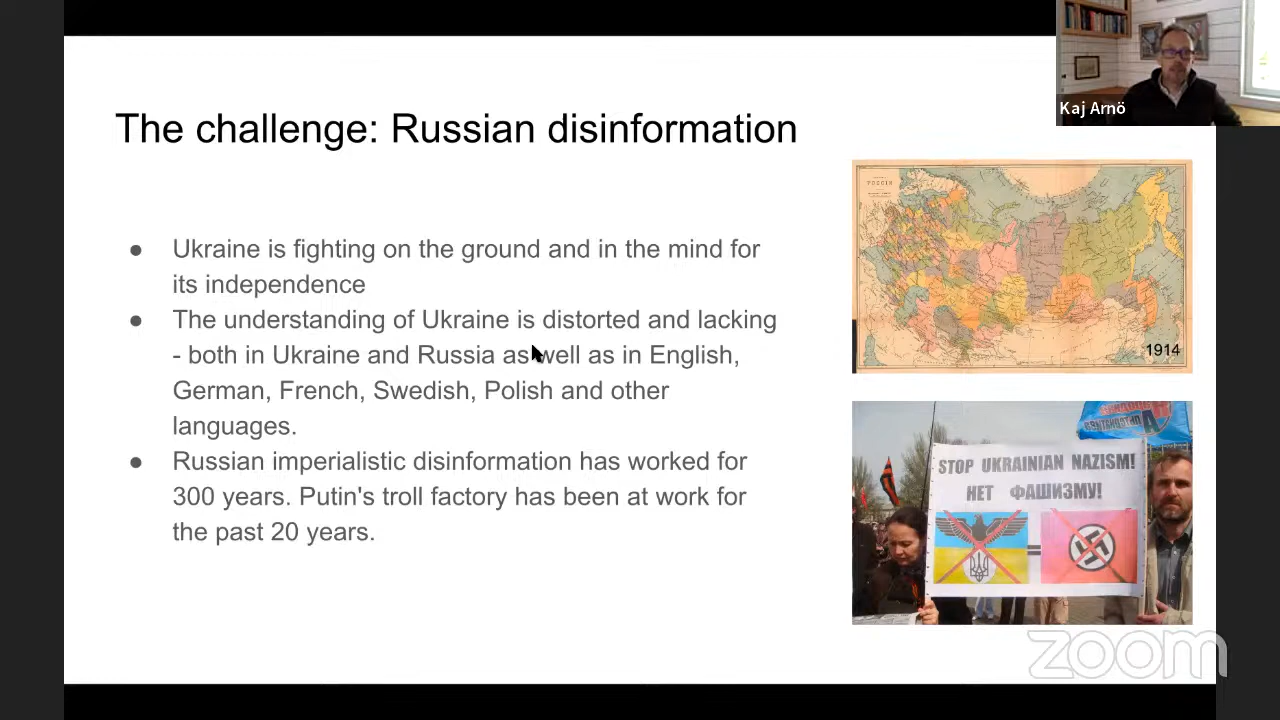 Kaj Arnö
The challenge: Russian disinformation
Ukraine is fighting on the ground and in the mind for
its independence
The understanding of Ukraine is distorted and lacking
- both in Ukraine and Russia as well as in English,
German, French, Swedish, Polish and other
languages.
Russian imperialistic disinformation has worked for
300 years. Putin's troll factory has been at work for
the past 20 years.
РОССІЯ
1914
STOP UKRAINIAN NAZISM!
НЕТ ФАШИЗМУ!
=
zoom